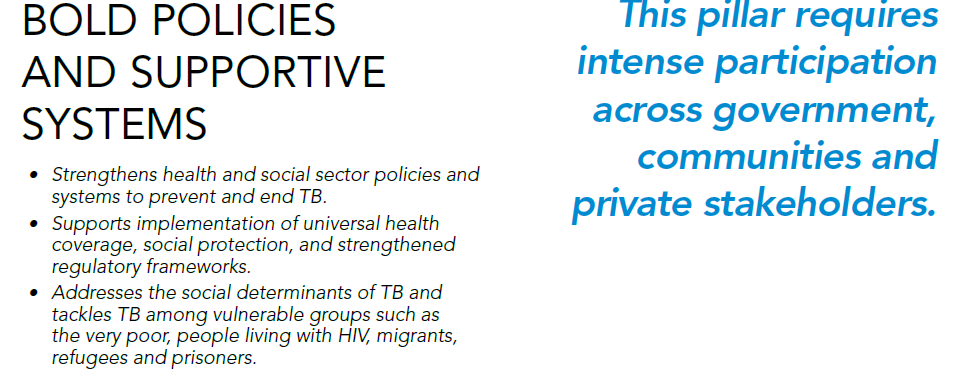 BOLD POLICIES
AND SUPPORTIVE
SYSTEMS
• Strengthens health and social sector policies and
systems to prevent and end TB.
• Supports implementation of universal health
coverage, social protection, and strengthened
regulatory frameworks.
• Addresses the social determinants of TB and
tackles TB among vulnerable groups such as
the very poor, people living with HIV, migrants,
refugees and prisoners.
This pillar requires
intense participation
across government,
communities and
private stakeholders.